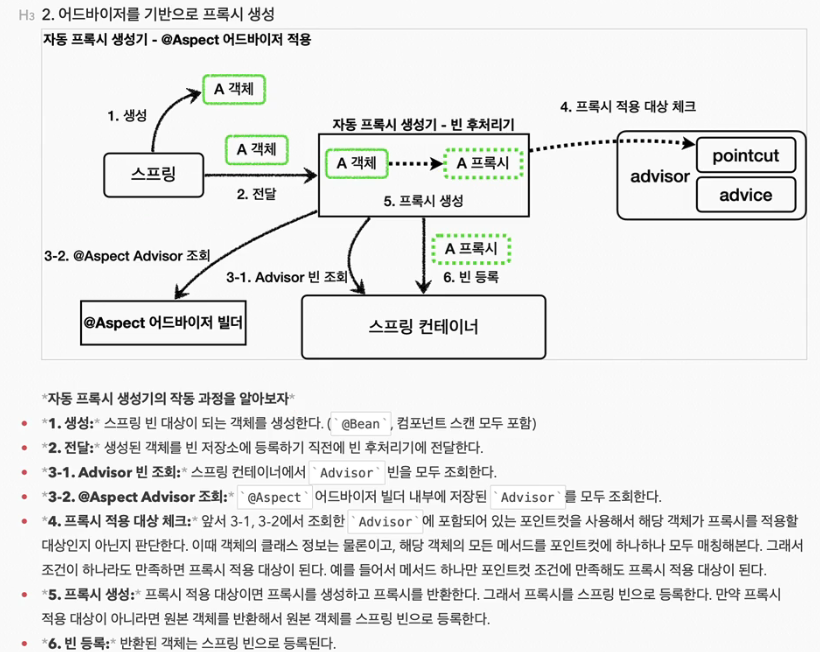 H3 2. 어드바이저를 기반으로 프록시 생성
자동 프록시 생성기 - @Aspect 어드바이저 적용
A 객체
1. 생성
4. 프록시 적용 대상 체크
자동 프록시 생성기 - 빈 후처리기
A 객체
A 객체
A 프록시
pointcut
스프링
advisor
advice
2. 전달
5. 프록시 생성
3-2. @Aspect Advisor 조회
A 프록시
3-1. Advisor 빈 조회
6. 빈 등록
@Aspect 어드바이저 빌더
스프링 컨테이너
*자동 프록시 생성기의 작동 과정을 알아보자*
*1. 생성:* 스프링 빈 대상이 되는 객체를 생성한다. (`@Bean`, 컴포넌트 스캔 모두 포함)
*2. 전달:* 생성된 객체를 빈 저장소에 등록하기 직전에 빈 후처리기에 전달한다.
*3-1. Advisor 빈 조회:* 스프링 컨테이너에서 `Advisor` 빈을 모두 조회한다.
*3-2. @Aspect Advisor 조회:* `@Aspect` 어드바이저 빌더 내부에 저장된 `Advisor`를 모두 조회한다.
*4. 프록시 적용 대상 체크:* 앞서 3-1, 3-2에서 조회한 `Advisor`에 포함되어 있는 포인트컷을 사용해서 해당 객체가 프록시를 적용할
대상인지 아닌지 판단한다. 이때 객체의 클래스 정보는 물론이고, 해당 객체의 모든 메서드를 포인트컷에 하나하나 모두 매칭해본다. 그래서
조건이 하나라도 만족하면 프록시 적용 대상이 된다. 예를 들어서 메서드 하나만 포인트컷 조건에 만족해도 프록시 적용 대상이 된다.
*5. 프록시 생성:* 프록시 적용 대상이면 프록시를 생성하고 프록시를 반환한다. 그래서 프록시를 스프링 빈으로 등록한다. 만약 프록시
적용 대상이 아니라면 원본 객체를 반환해서 원본 객체를 스프링 빈으로 등록한다.
*6. 빈 등록:* 반환된 객체는 스프링 빈으로 등록된다.